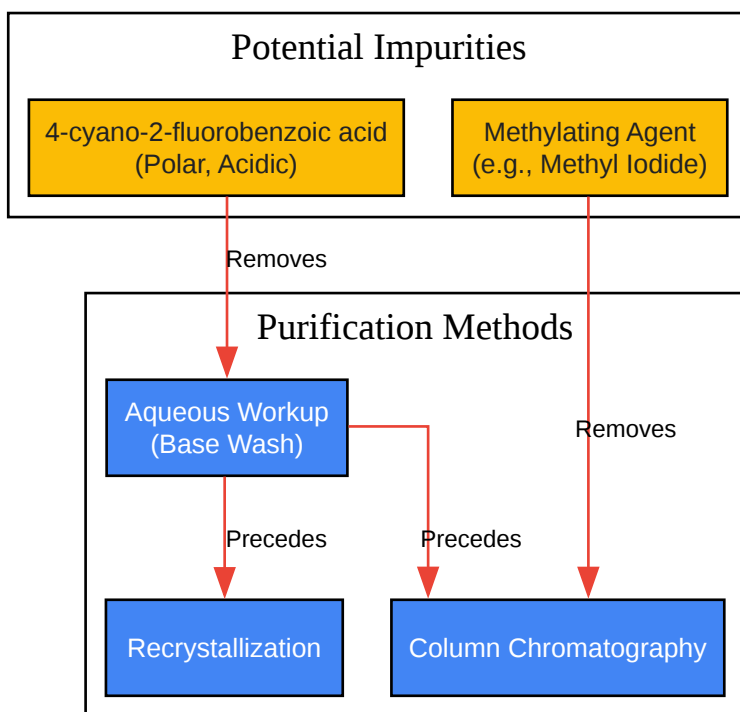 Potential Impurities
4-cyano-2-fluorobenzoic acid
(Polar, Acidic)
Methylating Agent
(e.g., Methyl Iodide)
Removes
Purification Methods
Aqueous Workup
(Base Wash)
Removes
Precedes
Precedes
Recrystallization
Column Chromatography